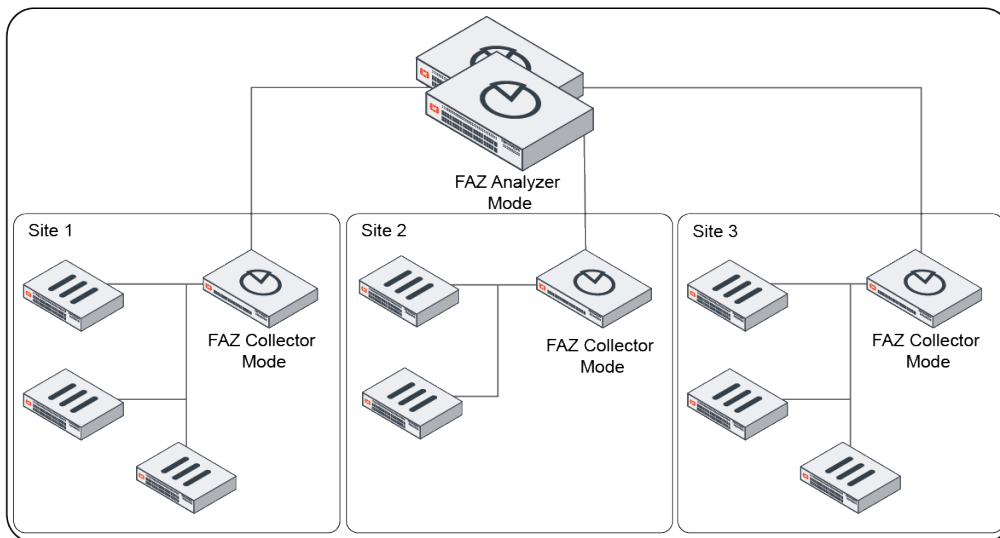 FAZ Analyzer
Mode
Site 1
Site 2
Site 3
FAZ Collector
Mode
FAZ Collector
Mode
FAZ Collector
Mode